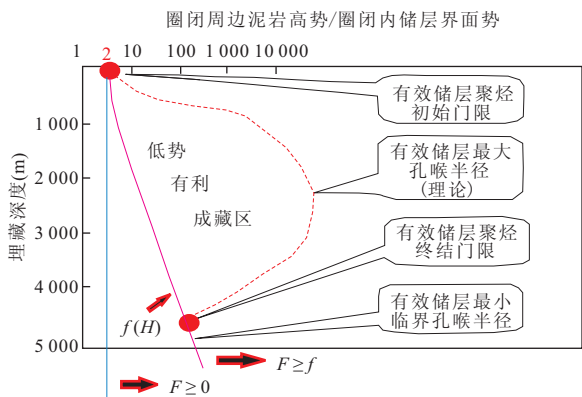 圈闭周边泥岩高势/圈闭内储层界面势
1 2 10 100 1 000 10 000
有效储层聚烃
初始门限
1 000
低势
有效储层最大
孔喉半径
(理论)
2 000
有利
成藏区
埋藏深度(m)
3 000
有效储层聚烃
终结门限
4 000
有效储层最小
临界孔喉半径
f(H)
5 000
F≥f
F≥0